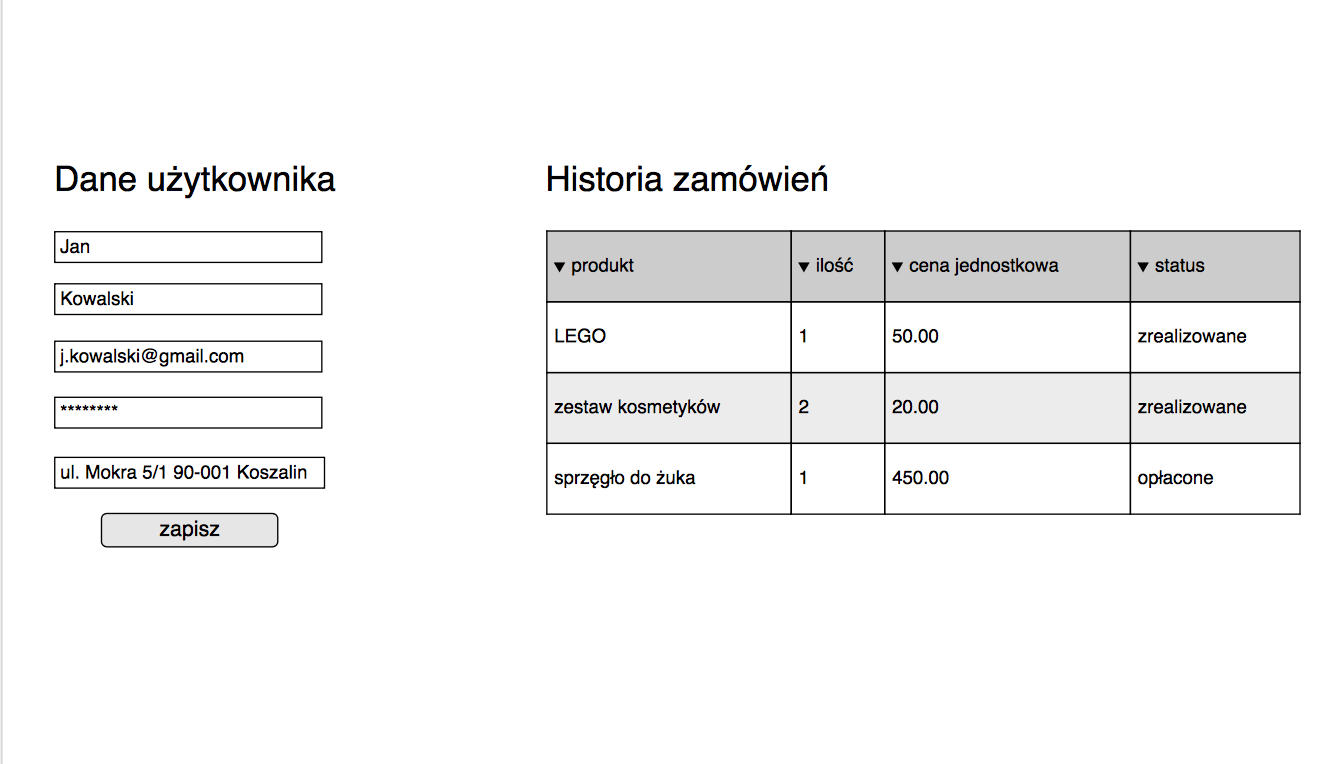 Dane użytkownika
Jan
Kowalski
j.kowalski@gmail.com
********
ul. Mokra 5/1 90-001 Koszalin
zapisz
Historia zamówień
▼ produkt ▼ ilość ▼ cena jednostkowa ▼ status
LEGO 1 50.00 zrealizowane
zestaw kosmetyków 2 20.00 zrealizowane
sprzęgło do żuka 1 450.00 opłacone